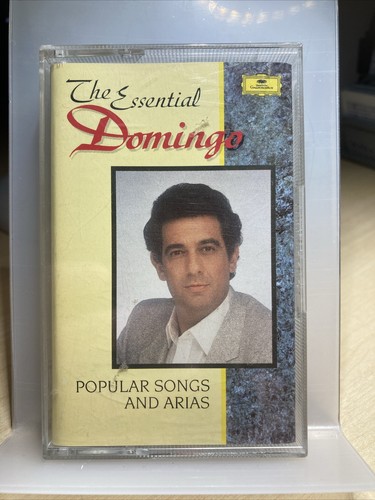 The Essential
Domingo
POPULAR SONGS
AND ARIAS